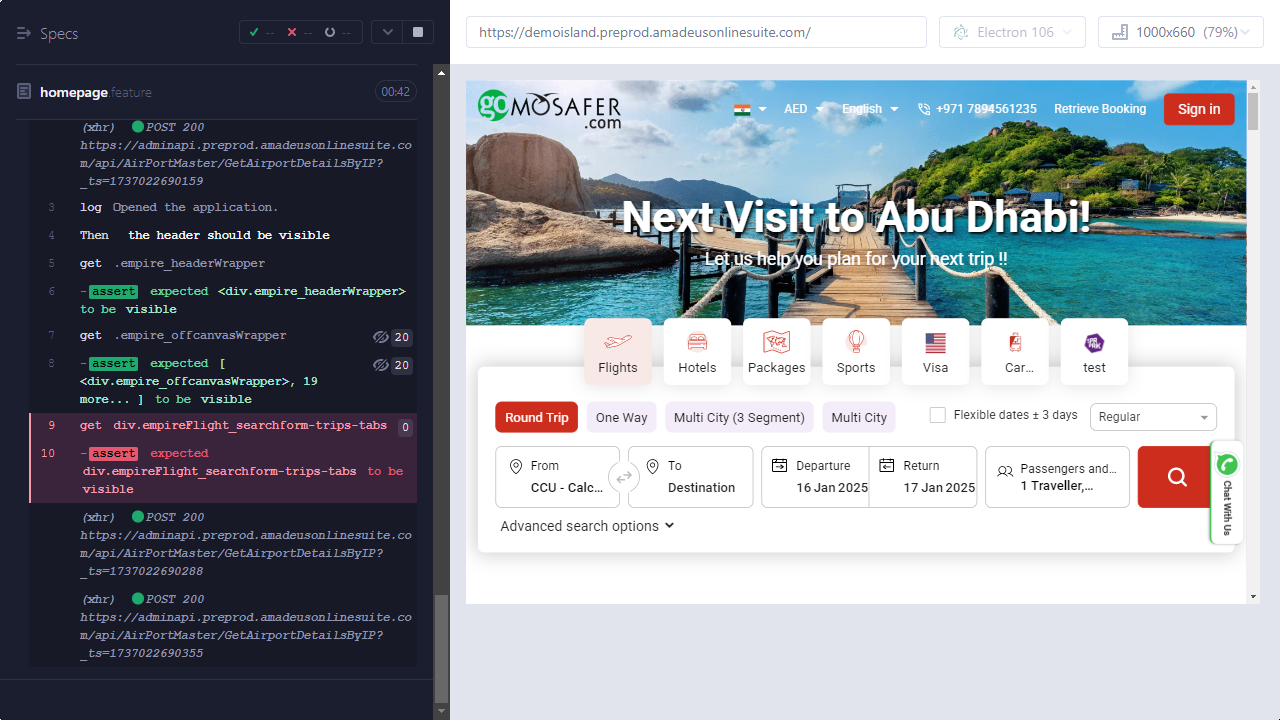 Specs
--
--
--
homepage.feature
00:42
(xhr) POST 200
https://adminapi.preprod.amadeusonlinesuite.co
m/api/AirPortMaster/GetAirportDetailsByIP?
_ts=1737022690159
3 log Opened the application.
4 Then the header should be visible
5 get .empire_headerWrapper
6 -assert expected <div.empire_headerWrapper>
to be visible
7 get .empire_offcanvasWrapper 20
8 -assert expected [ 20
<div.empire_offcanvasWrapper>, 19
more... ] to be visible
9 get div.empireFlight_searchform-trips-tabs 0
10 -assert expected
div.empireFlight_searchform-trips-tabs to be
visible
(xhr) POST 200
https://adminapi.preprod.amadeusonlinesuite.co
m/api/AirPortMaster/GetAirportDetailsByIP?
_ts=1737022690288
(xhr) POST 200
https://adminapi.preprod.amadeusonlinesuite.co
m/api/AirPortMaster/GetAirportDetailsByIP?
_ts=1737022690355
https://demoisland.preprod.amadeusonlinesuite.com/
Electron 106
1000x660 (79%)
goMOSAFER
.com
AED
English
+971 7894561235
Retrieve Booking
Sign in
Next Visit to Abu Dhabi!
Let us help you plan for your next trip !!
Flights
Hotels
Packages
Sports
Visa
Car...
test
Round Trip
One Way
Multi City (3 Segment)
Multi City
Flexible dates ± 3 days
Regular
From
CCU - Calc...
To
Destination
Departure
16 Jan 2025
Return
17 Jan 2025
Passengers and...
1 Traveller,...
Advanced search options
Chat With Us